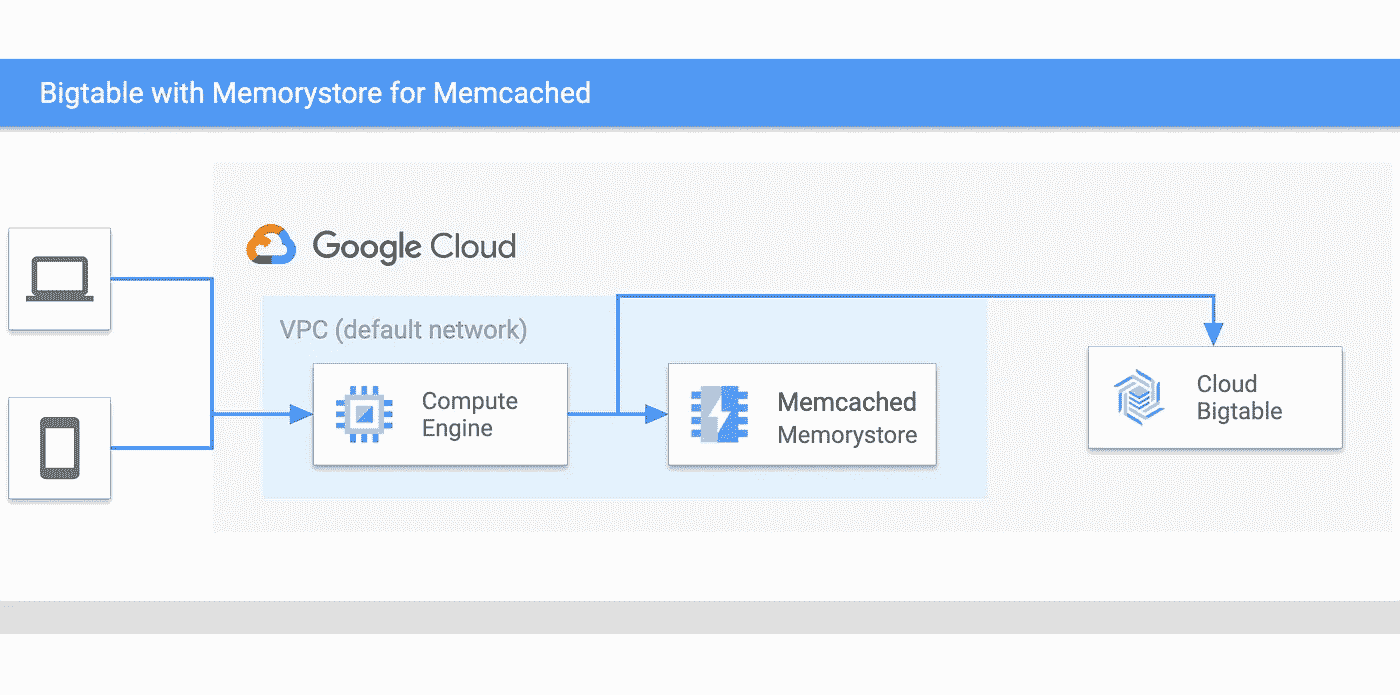 Bigtable with Memorystore for Memcached
Google Cloud
VPC (default network)
Compute
Engine
Memcached
Memorystore
Cloud
Bigtable